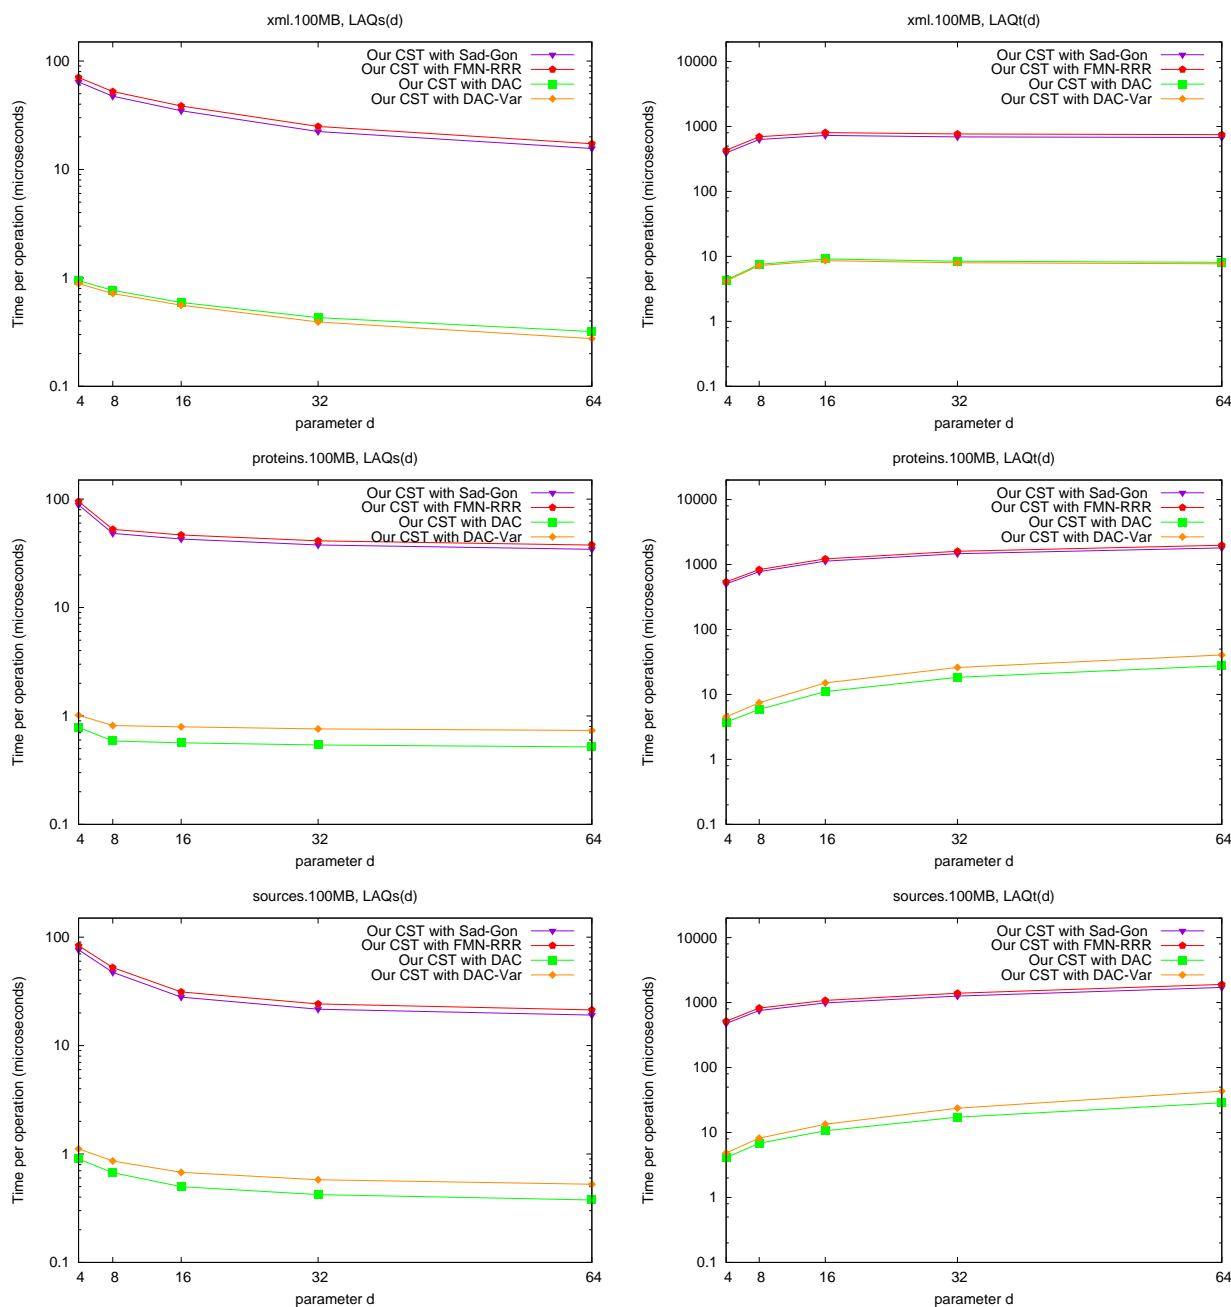 xml.100MB, LAQs(d)
Time per operation (microseconds)
100
10
1
0.1
4 8 16 32 64
parameter d
Our CST with Sad-Gon
Our CST with FMN-RRR
Our CST with DAC
Our CST with DAC-Var
xml.100MB, LAQt(d)
Time per operation (microseconds)
10000
1000
100
10
1
0.1
4 8 16 32 64
parameter d
Our CST with Sad-Gon
Our CST with FMN-RRR
Our CST with DAC
Our CST with DAC-Var
proteins.100MB, LAQs(d)
Time per operation (microseconds)
100
10
1
0.1
4 8 16 32 64
parameter d
Our CST with Sad-Gon
Our CST with FMN-RRR
Our CST with DAC
Our CST with DAC-Var
proteins.100MB, LAQt(d)
Time per operation (microseconds)
10000
1000
100
10
1
0.1
4 8 16 32 64
parameter d
Our CST with Sad-Gon
Our CST with FMN-RRR
Our CST with DAC
Our CST with DAC-Var
sources.100MB, LAQs(d)
Time per operation (microseconds)
100
10
1
0.1
4 8 16 32 64
parameter d
Our CST with Sad-Gon
Our CST with FMN-RRR
Our CST with DAC
Our CST with DAC-Var
sources.100MB, LAQt(d)
Time per operation (microseconds)
10000
1000
100
10
1
0.1
4 8 16 32 64
parameter d
Our CST with Sad-Gon
Our CST with FMN-RRR
Our CST with DAC
Our CST with DAC-Var